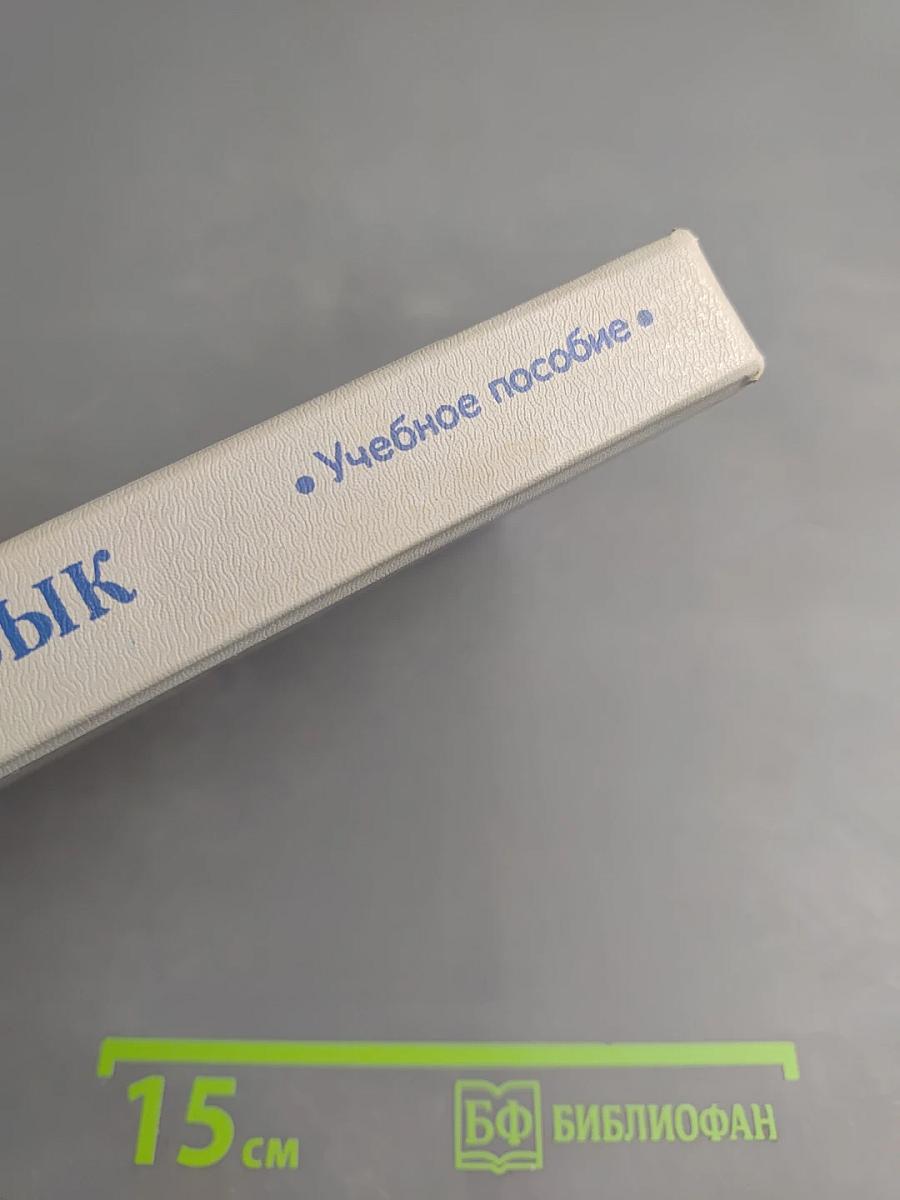 • Учебное пособие •
ык
15 см
БФ БИБЛИОФАН